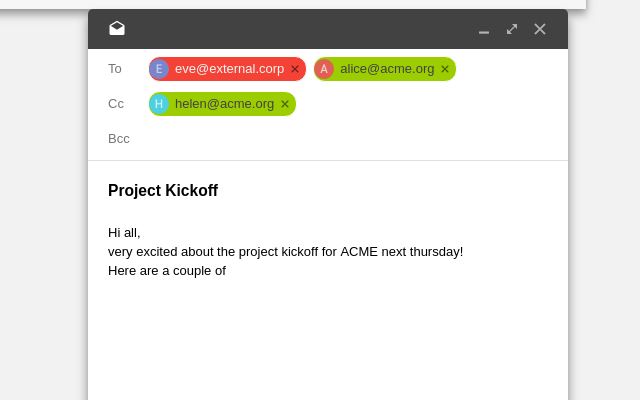 To E eve@external.corp × A alice@acme.org ×
Cc H helen@acme.org ×
Bcc
Project Kickoff
Hi all,
very excited about the project kickoff for ACME next thursday!
Here are a couple of